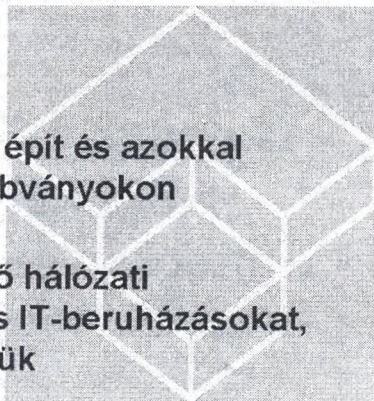 épít és azokkal
bványokon
ő hálózati
s IT-beruházásokat,
ük